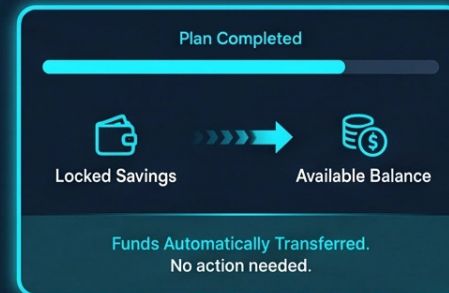 Plan Completed
Locked Savings
Available Balance
Funds Automatically Transferred.
No action needed.